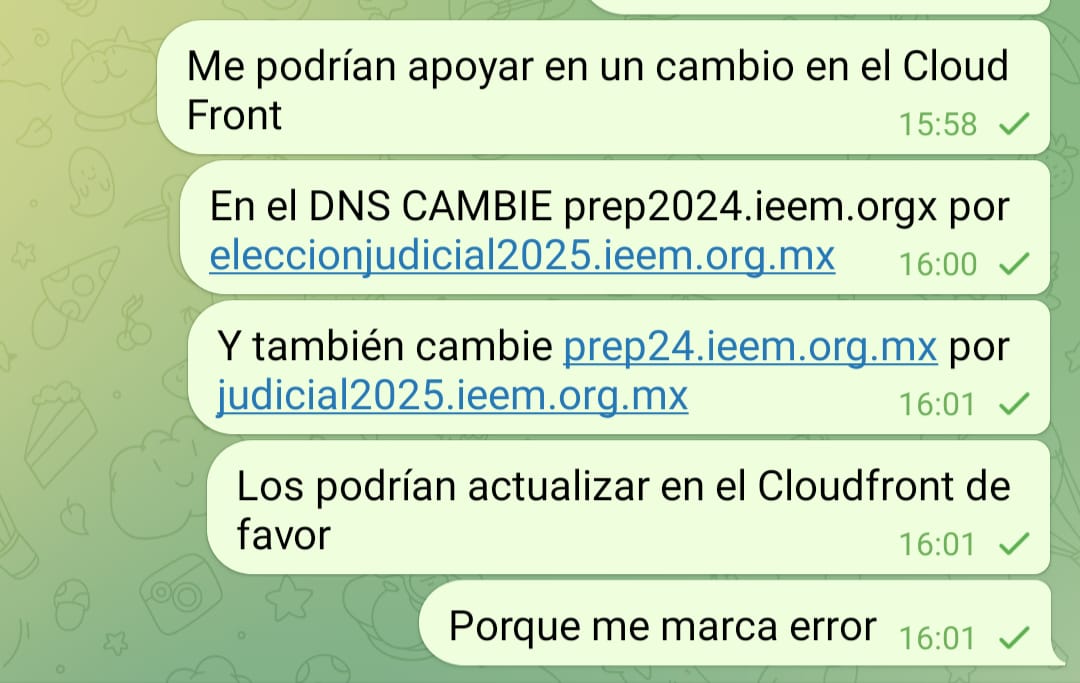 Me podrían apoyar en un cambio en el Cloud
Front
15:58
En el DNS CAMBIE prep2024.ieem.orgx por
eleccionjudicial2025.ieem.org.mx
16:00
Y también cambie prep24.ieem.org.mx por
judicial2025.ieem.org.mx
16:01
Los podrían actualizar en el Cloudfront de
favor
16:01
Porque me marca error
16:01